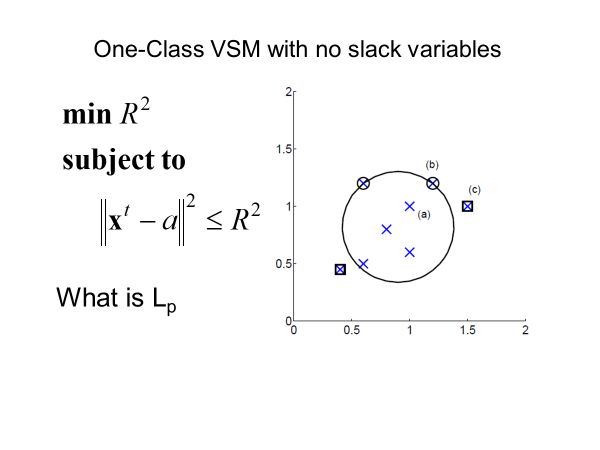 One-Class VSM with no slack variables
min R²
subject to
‖x^t − a‖² ≤ R²
What is Lₚ
2
1.5
1
0.5
0
0 0.5 1 1.5 2
(b)
(c)
(a)